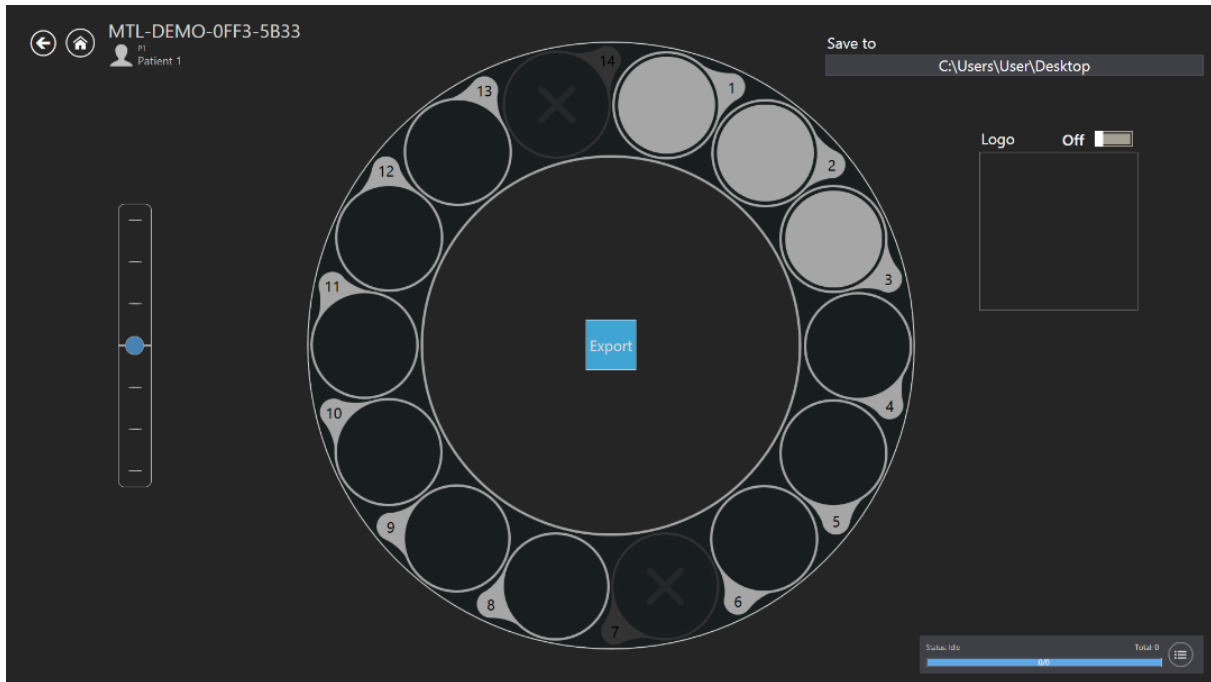 MTL-DEMO-0FF3-5B33
P1
Patient 1
Save to
C:\Users\User\Desktop
Logo Off
14
1
13
2
12
3
11
Export
4
10
5
9
6
8
7
Status: Idle Total: 0
0/0